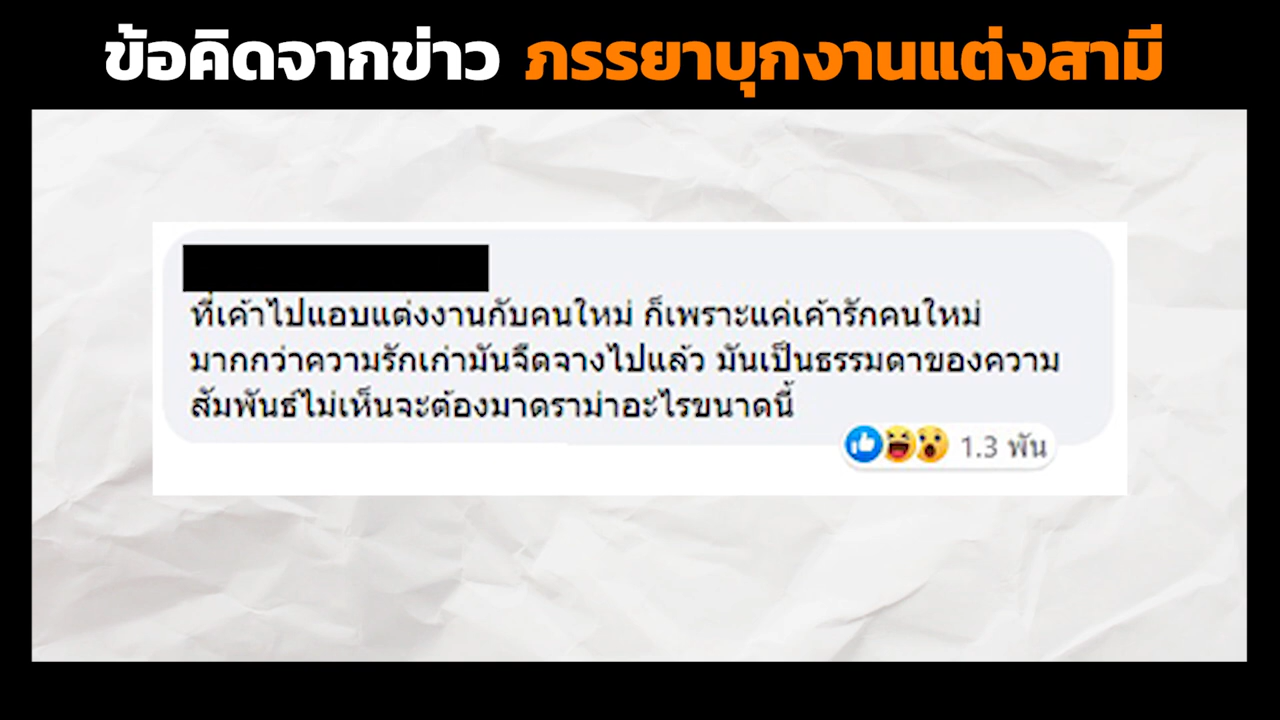 ข้อคิดจากข่าว ภรรยาบุกงานแต่งสามี
ที่เค้าไปแอบแต่งงานกับคนใหม่ ก็เพราะแค่เค้ารักคนใหม่
มากกว่าความรักเก่ามันจืดจางไปแล้ว มันเป็นธรรมดาของความ
สัมพันธ์ไม่เห็นจะต้องมาดราม่าอะไรขนาดนี้
1.3 พัน